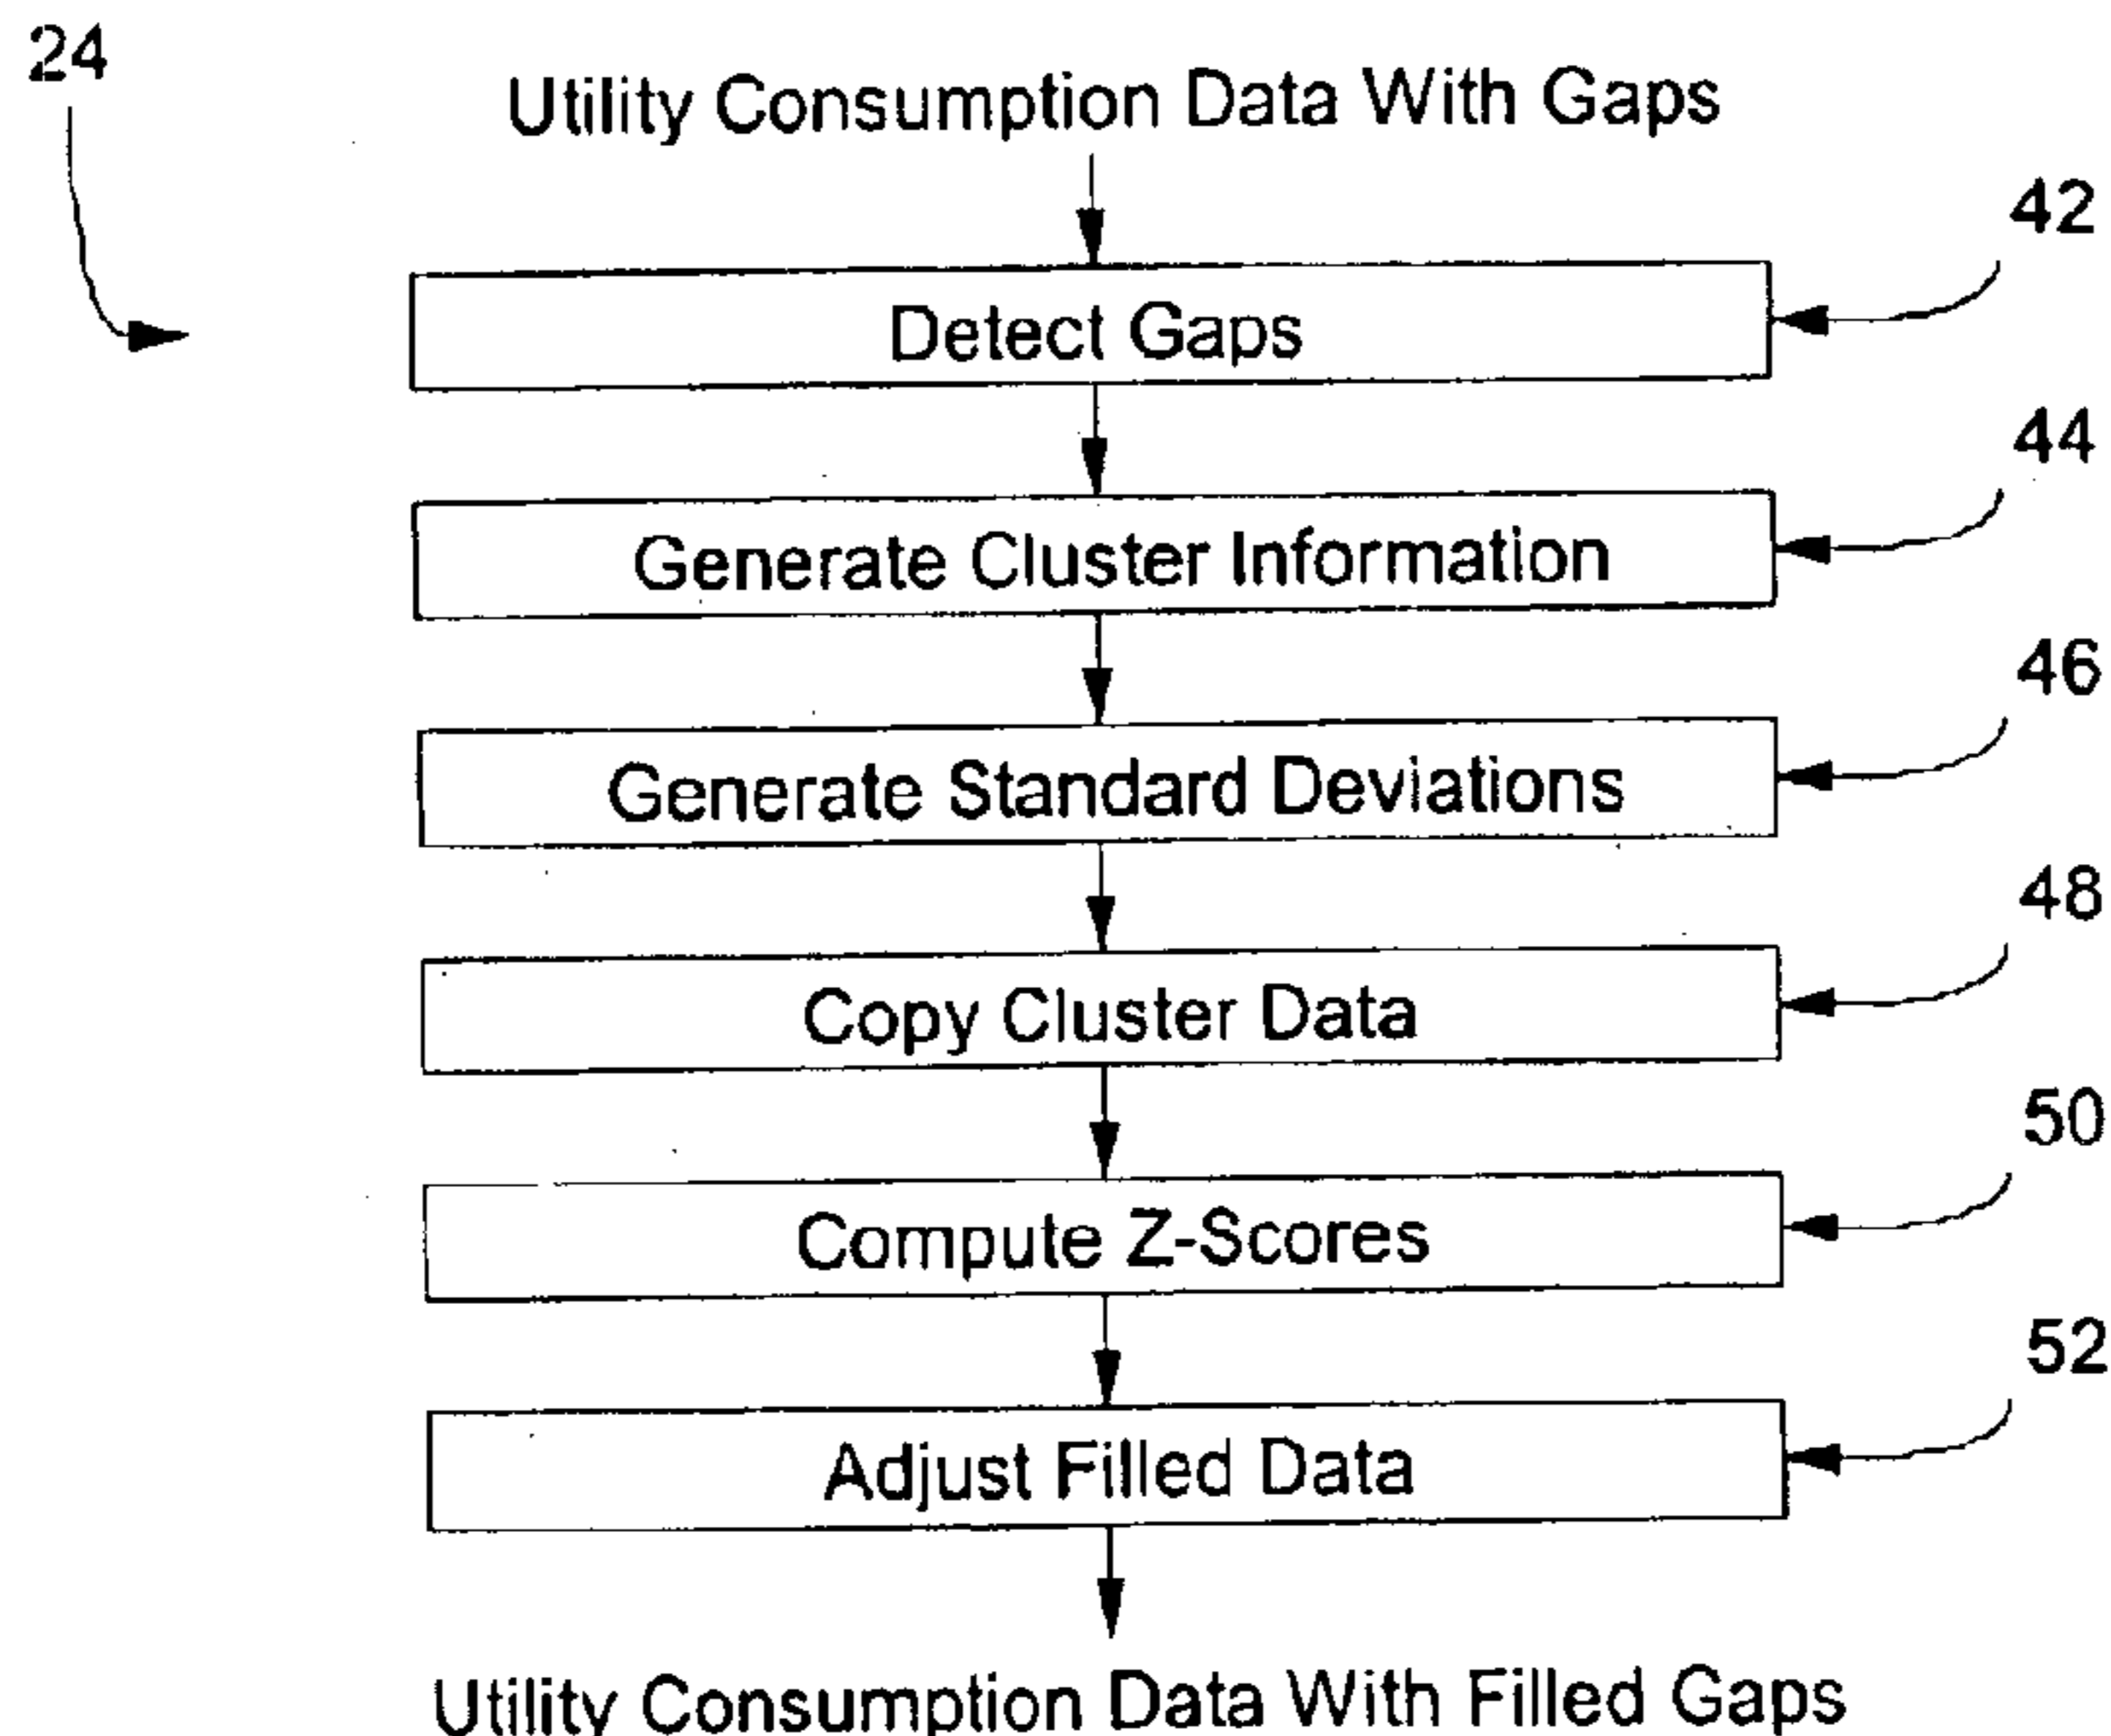 24
Utility Consumption Data With Gaps
42
Detect Gaps
44
Generate Cluster Information
46
Generate Standard Deviations
48
Copy Cluster Data
50
Compute Z-Scores
52
Adjust Filled Data
Utility Consumption Data With Filled Gaps